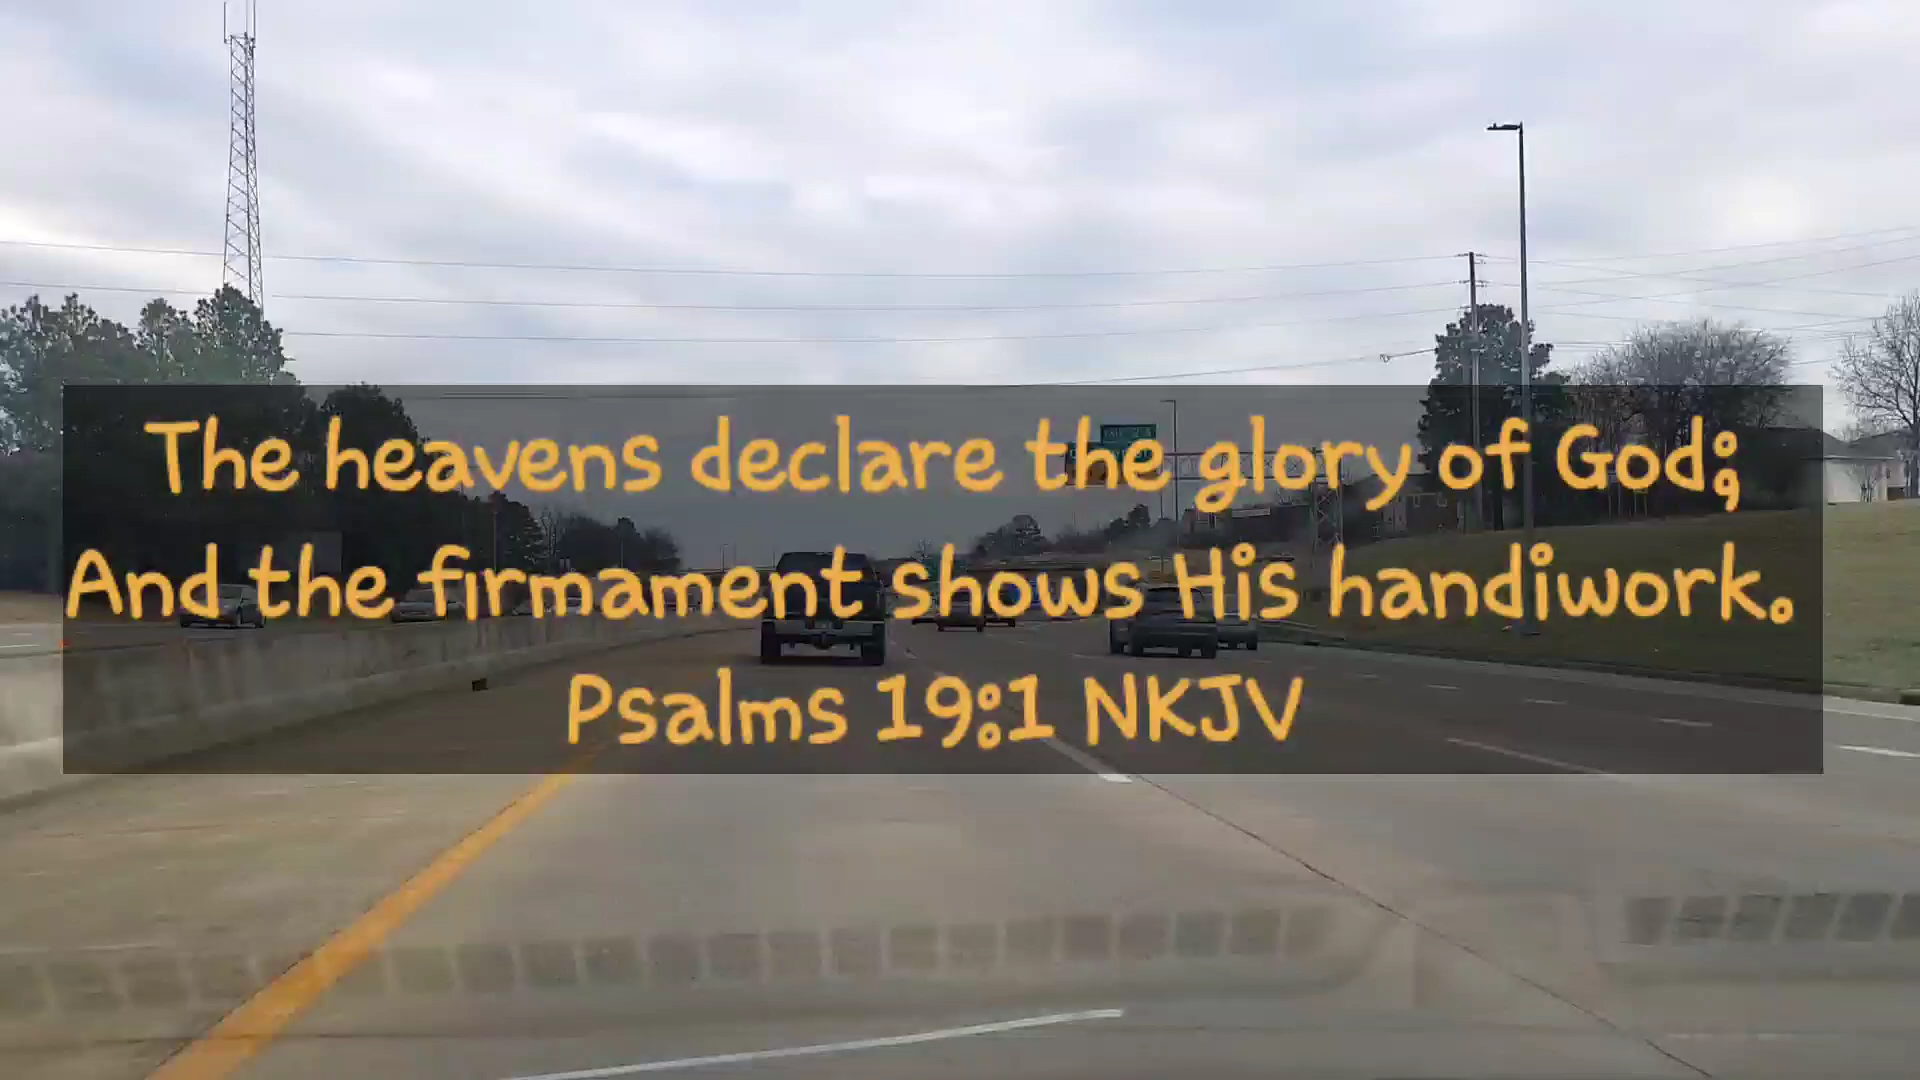 The heavens declare the glory of God;
And the firmament shows His handiwork.
Psalms 19:1 NKJV